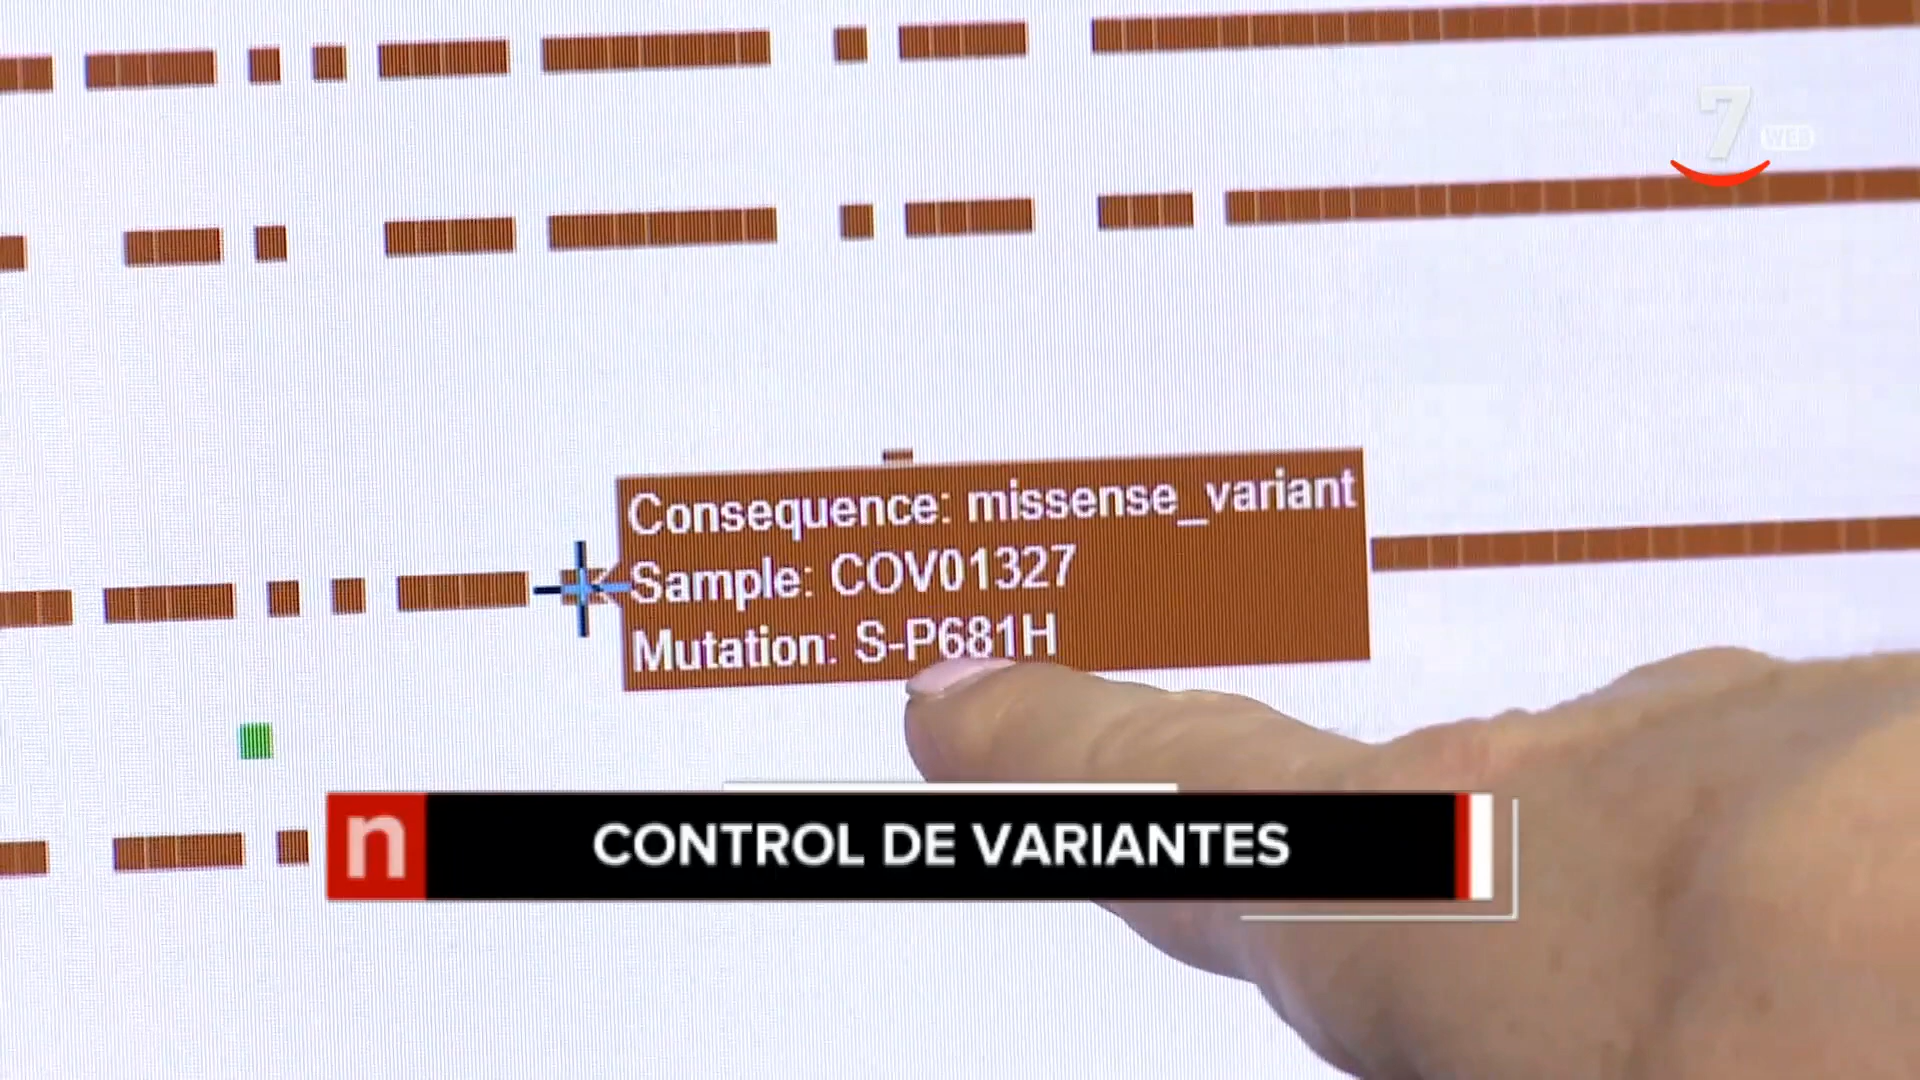 7
WEB
Consequence: missense_variant
Sample: COV01327
Mutation: S-P681H
n
CONTROL DE VARIANTES